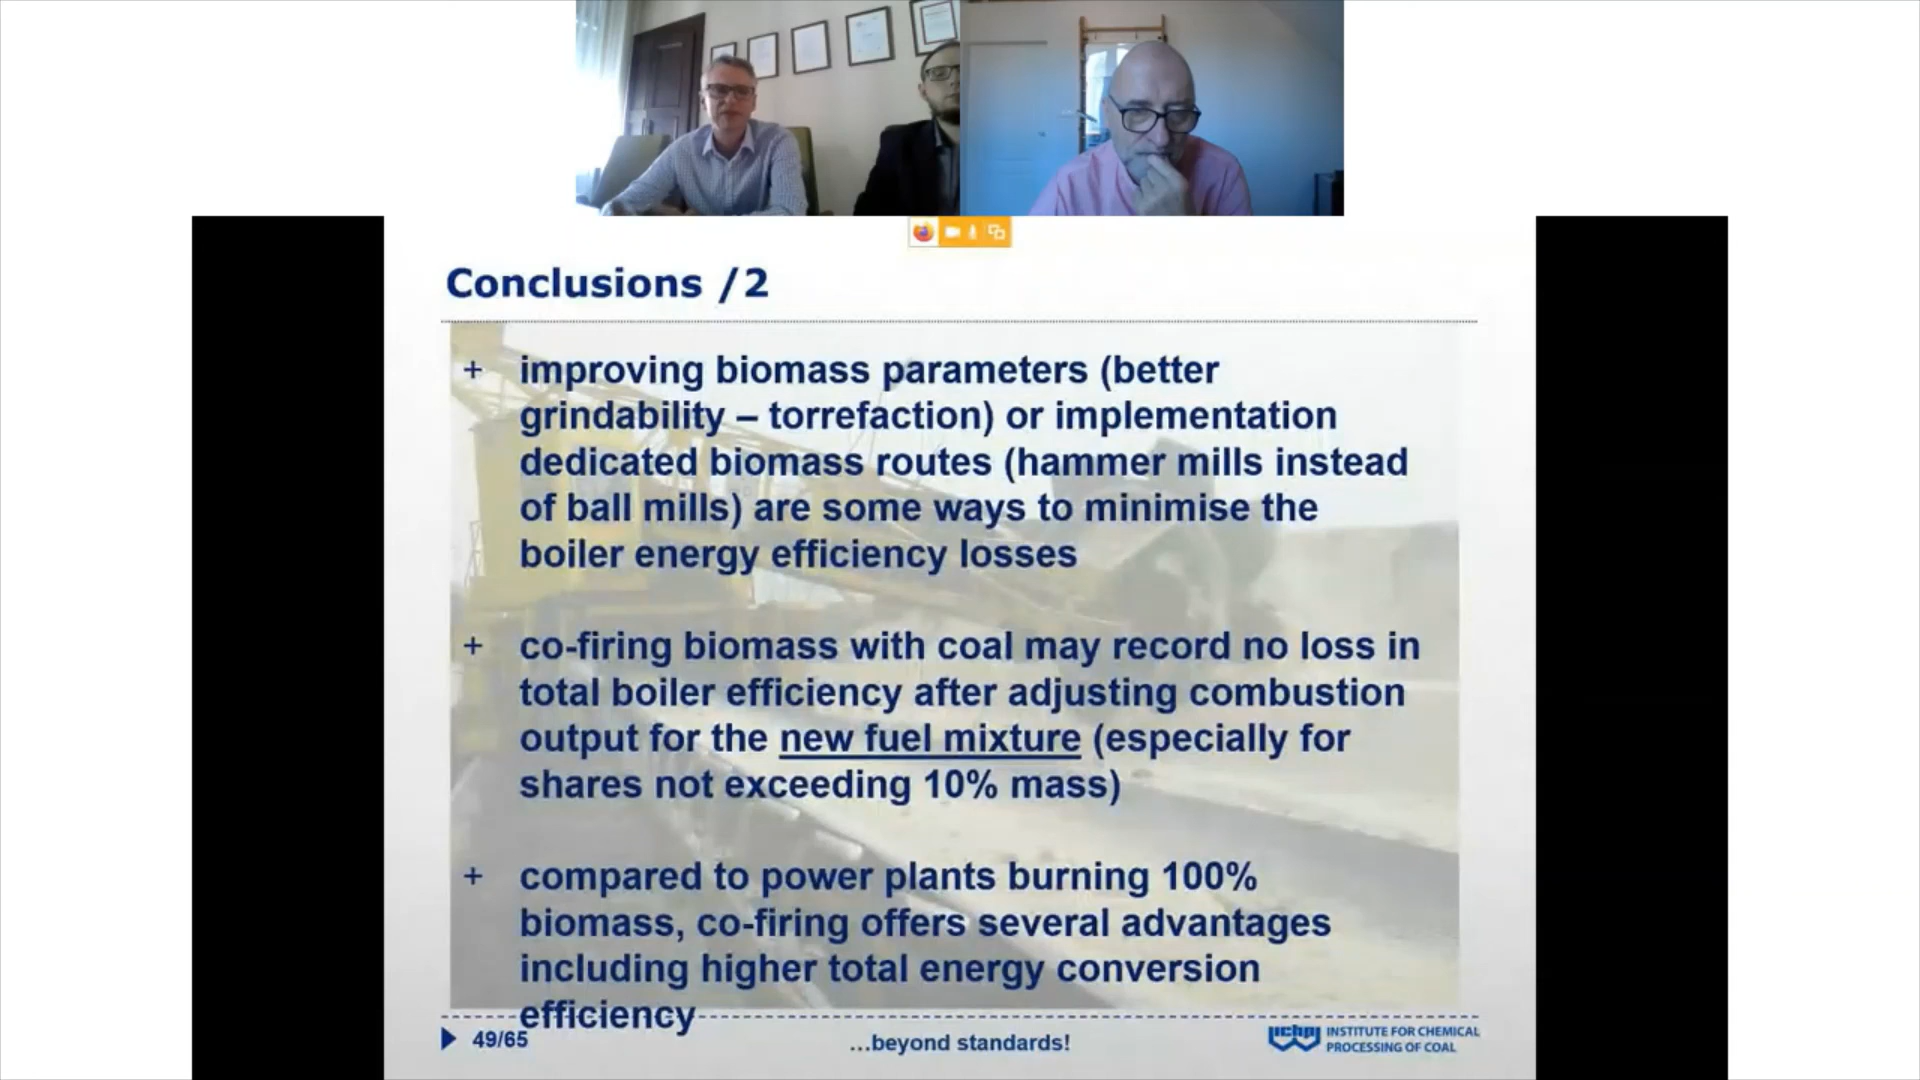 Conclusions /2
+ improving biomass parameters (better
grindability – torrefaction) or implementation
dedicated biomass routes (hammer mills instead
of ball mills) are some ways to minimise the
boiler energy efficiency losses
+ co-firing biomass with coal may record no loss in
total boiler efficiency after adjusting combustion
output for the new fuel mixture (especially for
shares not exceeding 10% mass)
+ compared to power plants burning 100%
biomass, co-firing offers several advantages
including higher total energy conversion
efficiency
49/65
...beyond standards!
ichpw
INSTITUTE FOR CHEMICAL
PROCESSING OF COAL